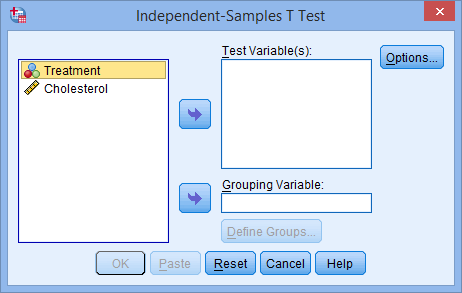 Independent-Samples T Test
Treatment
Cholesterol
Test Variable(s):
Options...
Grouping Variable:
Define Groups...
OK Paste Reset Cancel Help